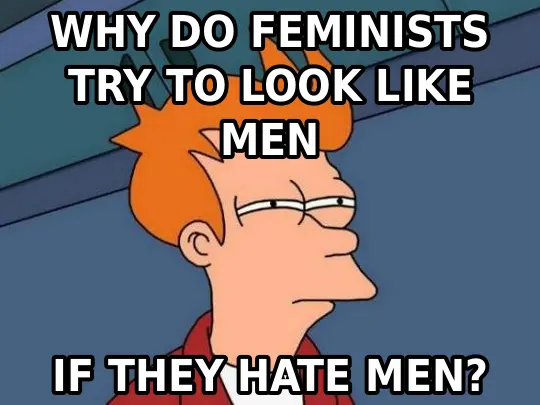 WHY DO FEMINISTS
TRY TO LOOK LIKE
MEN
IF THEY HATE MEN?